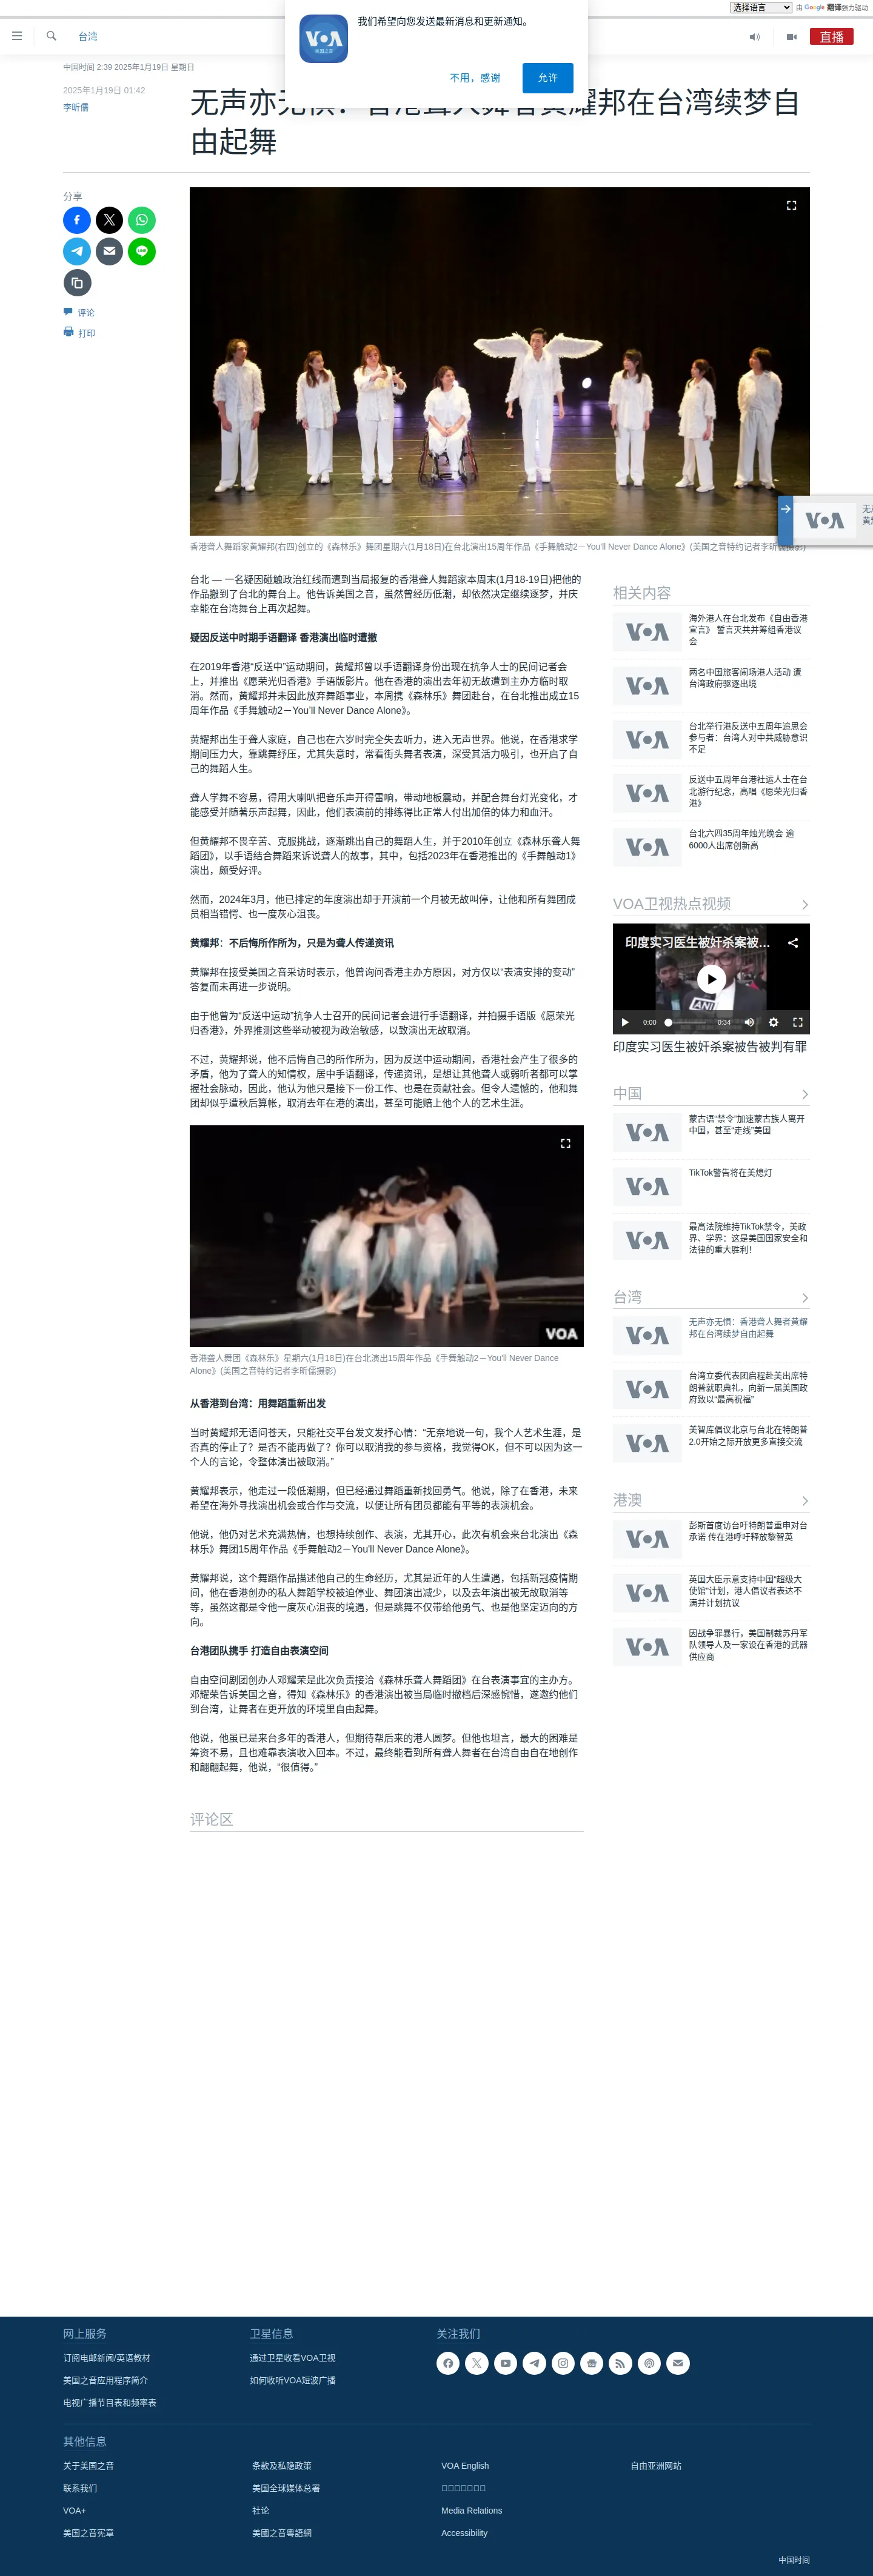 选择语言
由 Google 翻译强力驱动
我们希望向您发送最新消息和更新通知。
不用，感谢
允许
台湾
直播
中国时间 2:39 2025年1月19日 星期日
2025年1月19日 01:42
李昕儒
无声亦无惧：香港聋人舞者黄耀邦在台湾续梦自
由起舞
分享
评论
打印
香港聋人舞蹈家黄耀邦(右四)创立的《森林乐》舞团星期六(1月18日)在台北演出15周年作品《手舞触动2－You'll Never Dance Alone》(美国之音特约记者李昕儒摄影)
台北 — 一名疑因碰触政治红线而遭到当局报复的香港聋人舞蹈家本周末(1月18-19日)把他的
作品搬到了台北的舞台上。他告诉美国之音，虽然曾经历低潮，却依然决定继续逐梦，并庆
幸能在台湾舞台上再次起舞。
疑因反送中时期手语翻译 香港演出临时遭撤
在2019年香港“反送中”运动期间，黄耀邦曾以手语翻译身份出现在抗争人士的民间记者会
上，并推出《愿荣光归香港》手语版影片。他在香港的演出去年初无故遭到主办方临时取
消。然而，黄耀邦并未因此放弃舞蹈事业，本周携《森林乐》舞团赴台，在台北推出成立15
周年作品《手舞触动2－You’ll Never Dance Alone》。
黄耀邦出生于聋人家庭，自己也在六岁时完全失去听力，进入无声世界。他说，在香港求学
期间压力大，靠跳舞纾压，尤其失意时，常看街头舞者表演，深受其活力吸引，也开启了自
己的舞蹈人生。
聋人学舞不容易，得用大喇叭把音乐声开得雷响，带动地板震动，并配合舞台灯光变化，才
能感受并随著乐声起舞，因此，他们表演前的排练得比正常人付出加倍的体力和血汗。
但黄耀邦不畏辛苦、克服挑战，逐渐跳出自己的舞蹈人生，并于2010年创立《森林乐聋人舞
蹈团》，以手语结合舞蹈来诉说聋人的故事，其中，包括2023年在香港推出的《手舞触动1》
演出，颇受好评。
然而，2024年3月，他已排定的年度演出却于开演前一个月被无故叫停，让他和所有舞团成
员相当错愕、也一度灰心沮丧。
黄耀邦：不后悔所作所为，只是为聋人传递资讯
黄耀邦在接受美国之音采访时表示，他曾询问香港主办方原因，对方仅以“表演安排的变动”
答复而未再进一步说明。
由于他曾为“反送中运动”抗争人士召开的民间记者会进行手语翻译，并拍摄手语版《愿荣光
归香港》，外界推测这些举动被视为政治敏感，以致演出无故取消。
不过，黄耀邦说，他不后悔自己的所作所为，因为反送中运动期间，香港社会产生了很多的
矛盾，他为了聋人的知情权，居中手语翻译，传递资讯，是想让其他聋人或弱听者都可以掌
握社会脉动，因此，他认为他只是接下一份工作、也是在贡献社会。但令人遗憾的，他和舞
团却似乎遭秋后算帐，取消去年在港的演出，甚至可能赔上他个人的艺术生涯。
VOA
香港聋人舞团《森林乐》星期六(1月18日)在台北演出15周年作品《手舞触动2－You'll Never Dance
Alone》(美国之音特约记者李昕儒摄影)
从香港到台湾：用舞蹈重新出发
当时黄耀邦无语问苍天，只能社交平台发文发抒心情：“无奈地说一句，我个人艺术生涯，是
否真的停止了？是否不能再做了？你可以取消我的参与资格，我觉得OK，但不可以因为这一
个人的言论，令整体演出被取消。”
黄耀邦表示，他走过一段低潮期，但已经通过舞蹈重新找回勇气。他说，除了在香港，未来
希望在海外寻找演出机会或合作与交流，以便让所有团员都能有平等的表演机会。
他说，他仍对艺术充满热情，也想持续创作、表演，尤其开心，此次有机会来台北演出《森
林乐》舞团15周年作品《手舞触动2－You'll Never Dance Alone》。
黄耀邦说，这个舞蹈作品描述他自己的生命经历，尤其是近年的人生遭遇，包括新冠疫情期
间，他在香港创办的私人舞蹈学校被迫停业、舞团演出减少，以及去年演出被无故取消等
等，虽然这都是令他一度灰心沮丧的境遇，但是跳舞不仅带给他勇气、也是他坚定迈向的方
向。
台港团队携手 打造自由表演空间
自由空间剧团创办人邓耀荣是此次负责接洽《森林乐聋人舞蹈团》在台表演事宜的主办方。
邓耀荣告诉美国之音，得知《森林乐》的香港演出被当局临时撤档后深感惋惜，遂邀约他们
到台湾，让舞者在更开放的环境里自由起舞。
他说，他虽已是来台多年的香港人，但期待帮后来的港人圆梦。但他也坦言，最大的困难是
筹资不易，且也难靠表演收入回本。不过，最终能看到所有聋人舞者在台湾自由自在地创作
和翩翩起舞，他说，“很值得。”
评论区
相关内容
海外港人在台北发布《自由香港
宣言》 誓言灭共并筹组香港议
会
两名中国旅客闹场港人活动 遭
台湾政府驱逐出境
台北举行港反送中五周年追思会
参与者：台湾人对中共威胁意识
不足
反送中五周年台港社运人士在台
北游行纪念，高唱《愿荣光归香
港》
台北六四35周年烛光晚会 逾
6000人出席创新高
VOA卫视热点视频
印度实习医生被奸杀案被…
0:00
0:34
印度实习医生被奸杀案被告被判有罪
中国
蒙古语“禁令”加速蒙古族人离开
中国，甚至“走线”美国
TikTok警告将在美熄灯
最高法院维持TikTok禁令，美政
界、学界：这是美国国家安全和
法律的重大胜利！
台湾
无声亦无惧：香港聋人舞者黄耀
邦在台湾续梦自由起舞
台湾立委代表团启程赴美出席特
朗普就职典礼，向新一届美国政
府致以“最高祝福”
美智库倡议北京与台北在特朗普
2.0开始之际开放更多直接交流
港澳
彭斯首度访台吁特朗普重申对台
承诺 传在港呼吁释放黎智英
英国大臣示意支持中国“超级大
使馆”计划，港人倡议者表达不
满并计划抗议
因战争罪暴行，美国制裁苏丹军
队领导人及一家设在香港的武器
供应商
网上服务
订阅电邮新闻/英语教材
美国之音应用程序简介
电视广播节目表和频率表
卫星信息
通过卫星收看VOA卫视
如何收听VOA短波广播
关注我们
其他信息
关于美国之音
联系我们
VOA+
美国之音宪章
条款及私隐政策
美国全球媒体总署
社论
美國之音粵語網
VOA English
Media Relations
Accessibility
自由亚洲网站
中国时间